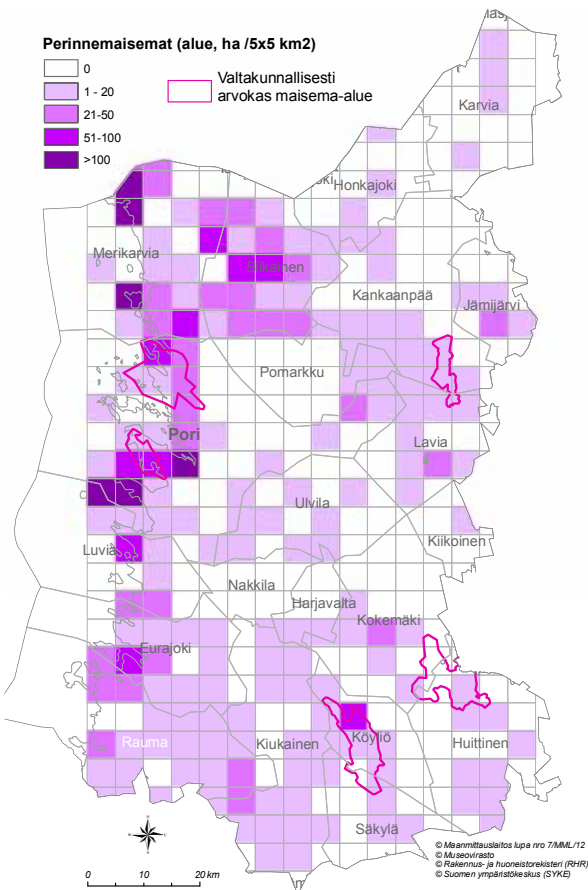 Perinnemaisemat (alue, ha /5x5 km2)
0
1 - 20
21-50
51-100
>100
Valtakunnallisesti
arvokas maisema-alue
Karvia
Honkajoki
Merikarvia
Siikainen
Kankaanpää
Jämijärvi
Pomarkku
Pori
Lavia
Ulvila
Luvia
Kiikoinen
Nakkila
Harjavalta
Kokemäki
Eurajoki
Rauma
Kiukainen
Köyliö
Huittinen
Säkylä
0 10 20 km
© Maanmittauslaitos lupa nro 7/MML/12
© Museovirasto
© Rakennus- ja huoneistorekisteri (RHR)
© Suomen ympäristökeskus (SYKE)